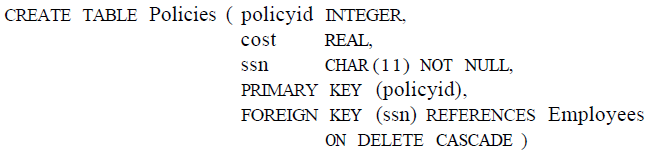 CREATE TABLE Policies ( policyid INTEGER,
cost REAL,
ssn CHAR(11) NOT NULL,
PRIMARY KEY (policyid),
FOREIGN KEY (ssn) REFERENCES Employees
ON DELETE CASCADE )